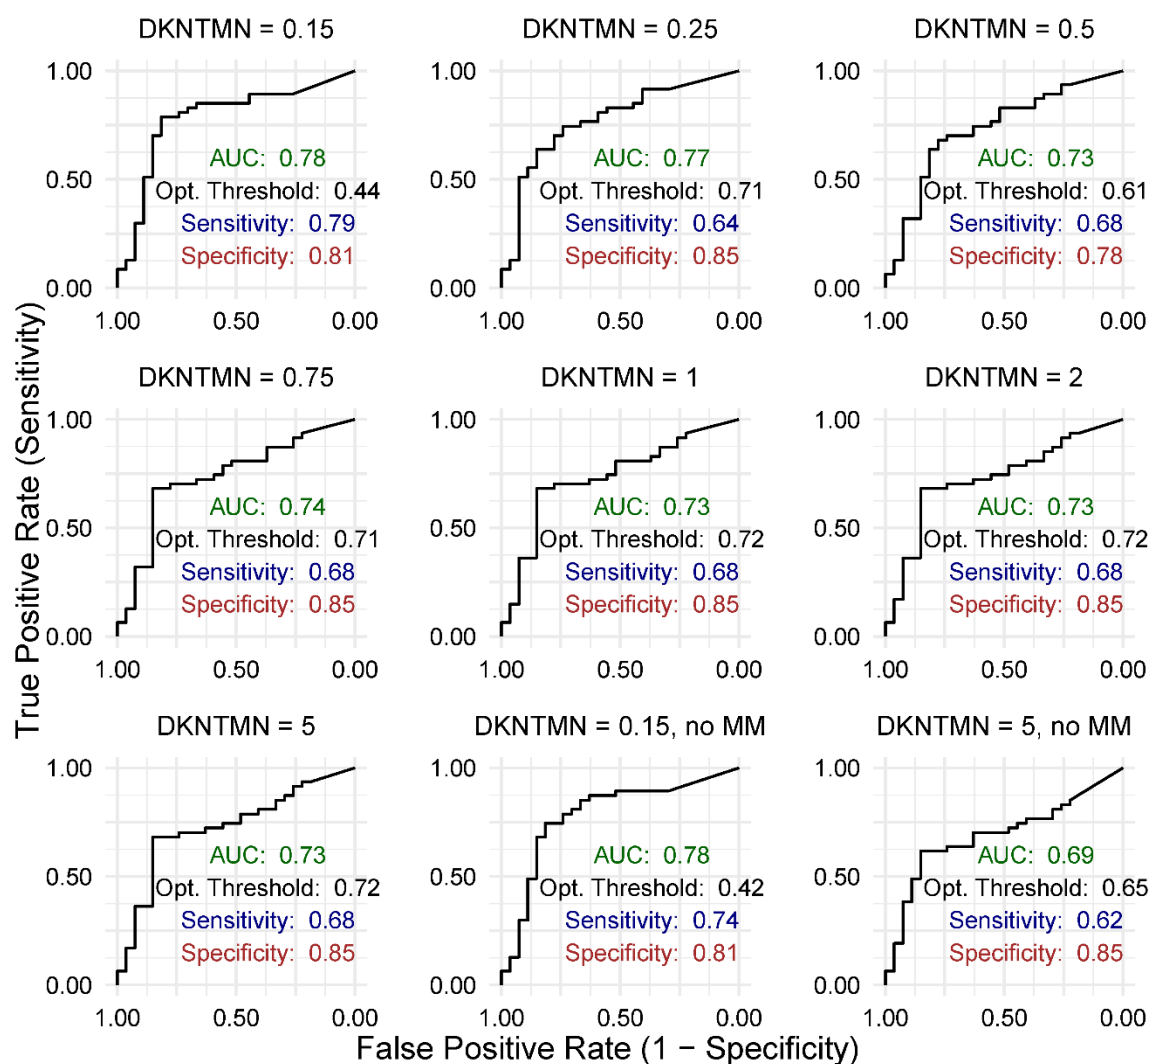 DKNTMN = 0.15
1.00
0.50
0.00
AUC: 0.78
Opt. Threshold: 0.44
Sensitivity: 0.79
Specificity: 0.81
1.00 0.50 0.00
DKNTMN = 0.25
1.00
0.50
0.00
AUC: 0.77
Opt. Threshold: 0.71
Sensitivity: 0.64
Specificity: 0.85
1.00 0.50 0.00
DKNTMN = 0.5
1.00
0.50
0.00
AUC: 0.73
Opt. Threshold: 0.61
Sensitivity: 0.68
Specificity: 0.78
1.00 0.50 0.00
DKNTMN = 0.75
1.00
0.50
0.00
AUC: 0.74
Opt. Threshold: 0.71
Sensitivity: 0.68
Specificity: 0.85
1.00 0.50 0.00
DKNTMN = 1
1.00
0.50
0.00
AUC: 0.73
Opt. Threshold: 0.72
Sensitivity: 0.68
Specificity: 0.85
1.00 0.50 0.00
DKNTMN = 2
1.00
0.50
0.00
AUC: 0.73
Opt. Threshold: 0.72
Sensitivity: 0.68
Specificity: 0.85
1.00 0.50 0.00
DKNTMN = 5
1.00
0.50
0.00
AUC: 0.73
Opt. Threshold: 0.72
Sensitivity: 0.68
Specificity: 0.85
1.00 0.50 0.00
DKNTMN = 0.15, no MM
1.00
0.50
0.00
AUC: 0.78
Opt. Threshold: 0.42
Sensitivity: 0.74
Specificity: 0.81
1.00 0.50 0.00
DKNTMN = 5, no MM
1.00
0.50
0.00
AUC: 0.69
Opt. Threshold: 0.65
Sensitivity: 0.62
Specificity: 0.85
1.00 0.50 0.00
True Positive Rate (Sensitivity)
False Positive Rate (1 − Specificity)